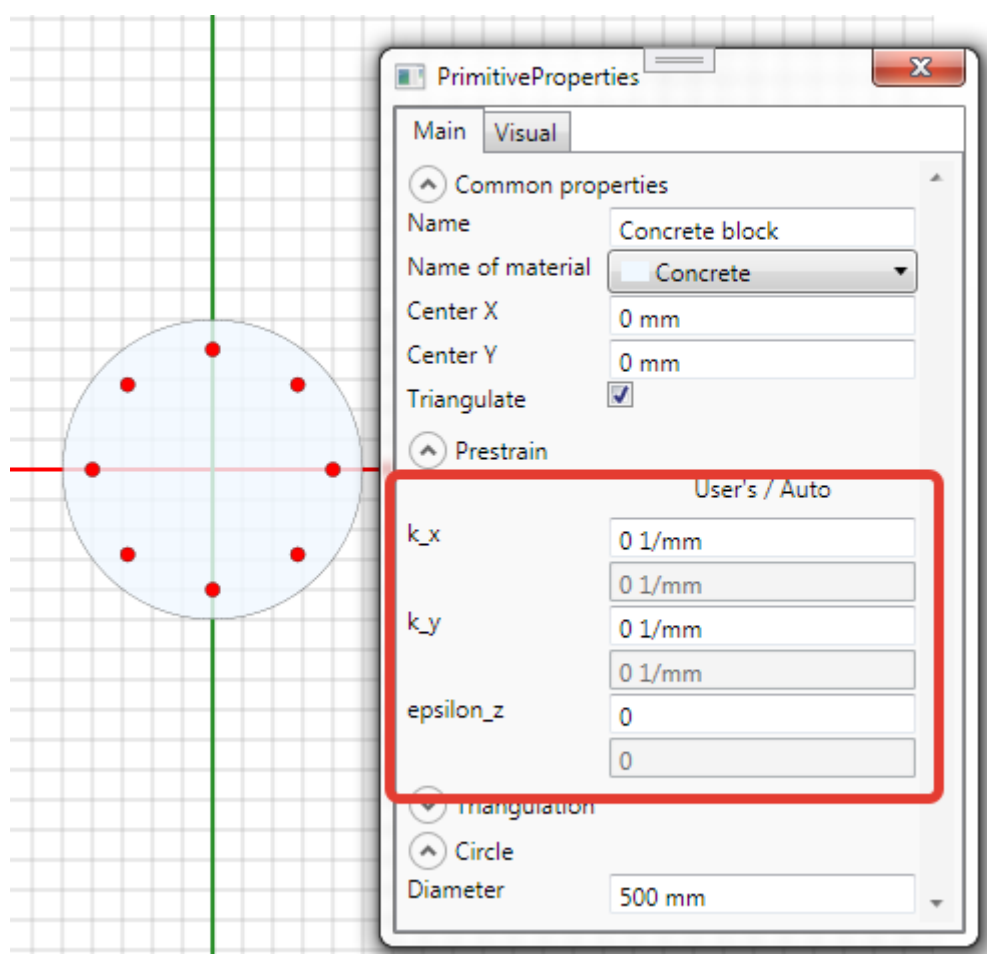 PrimitiveProperties
Main Visual
Common properties
Name Concrete block
Name of material Concrete
Center X 0 mm
Center Y 0 mm
Triangulate
Prestrain
User's / Auto
k_x 0 1/mm
0 1/mm
k_y 0 1/mm
0 1/mm
epsilon_z 0
0
Triangulation
Circle
Diameter 500 mm